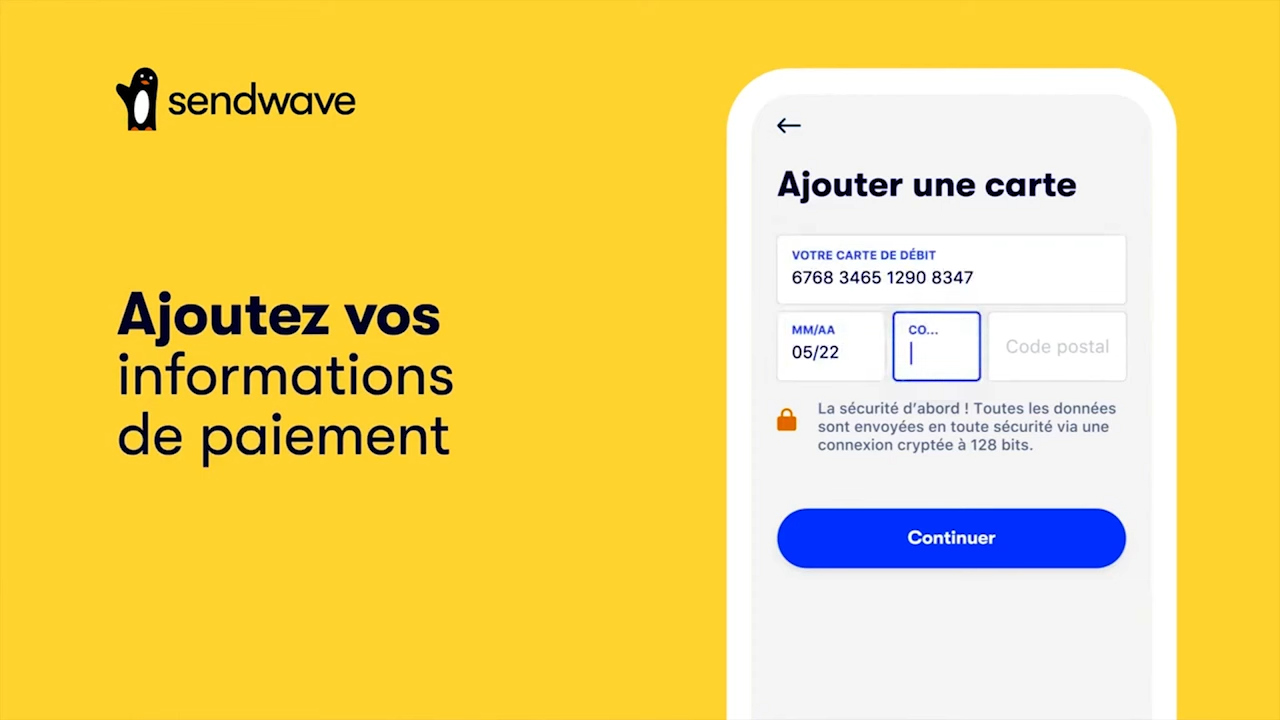 sendwave
Ajoutez vos
informations
de paiement
Ajouter une carte
VOTRE CARTE DE DÉBIT
6768 3465 1290 8347
MM/AA
05/22
CO...
Code postal
La sécurité d’abord ! Toutes les données
sont envoyées en toute sécurité via une
connexion cryptée à 128 bits.
Continuer